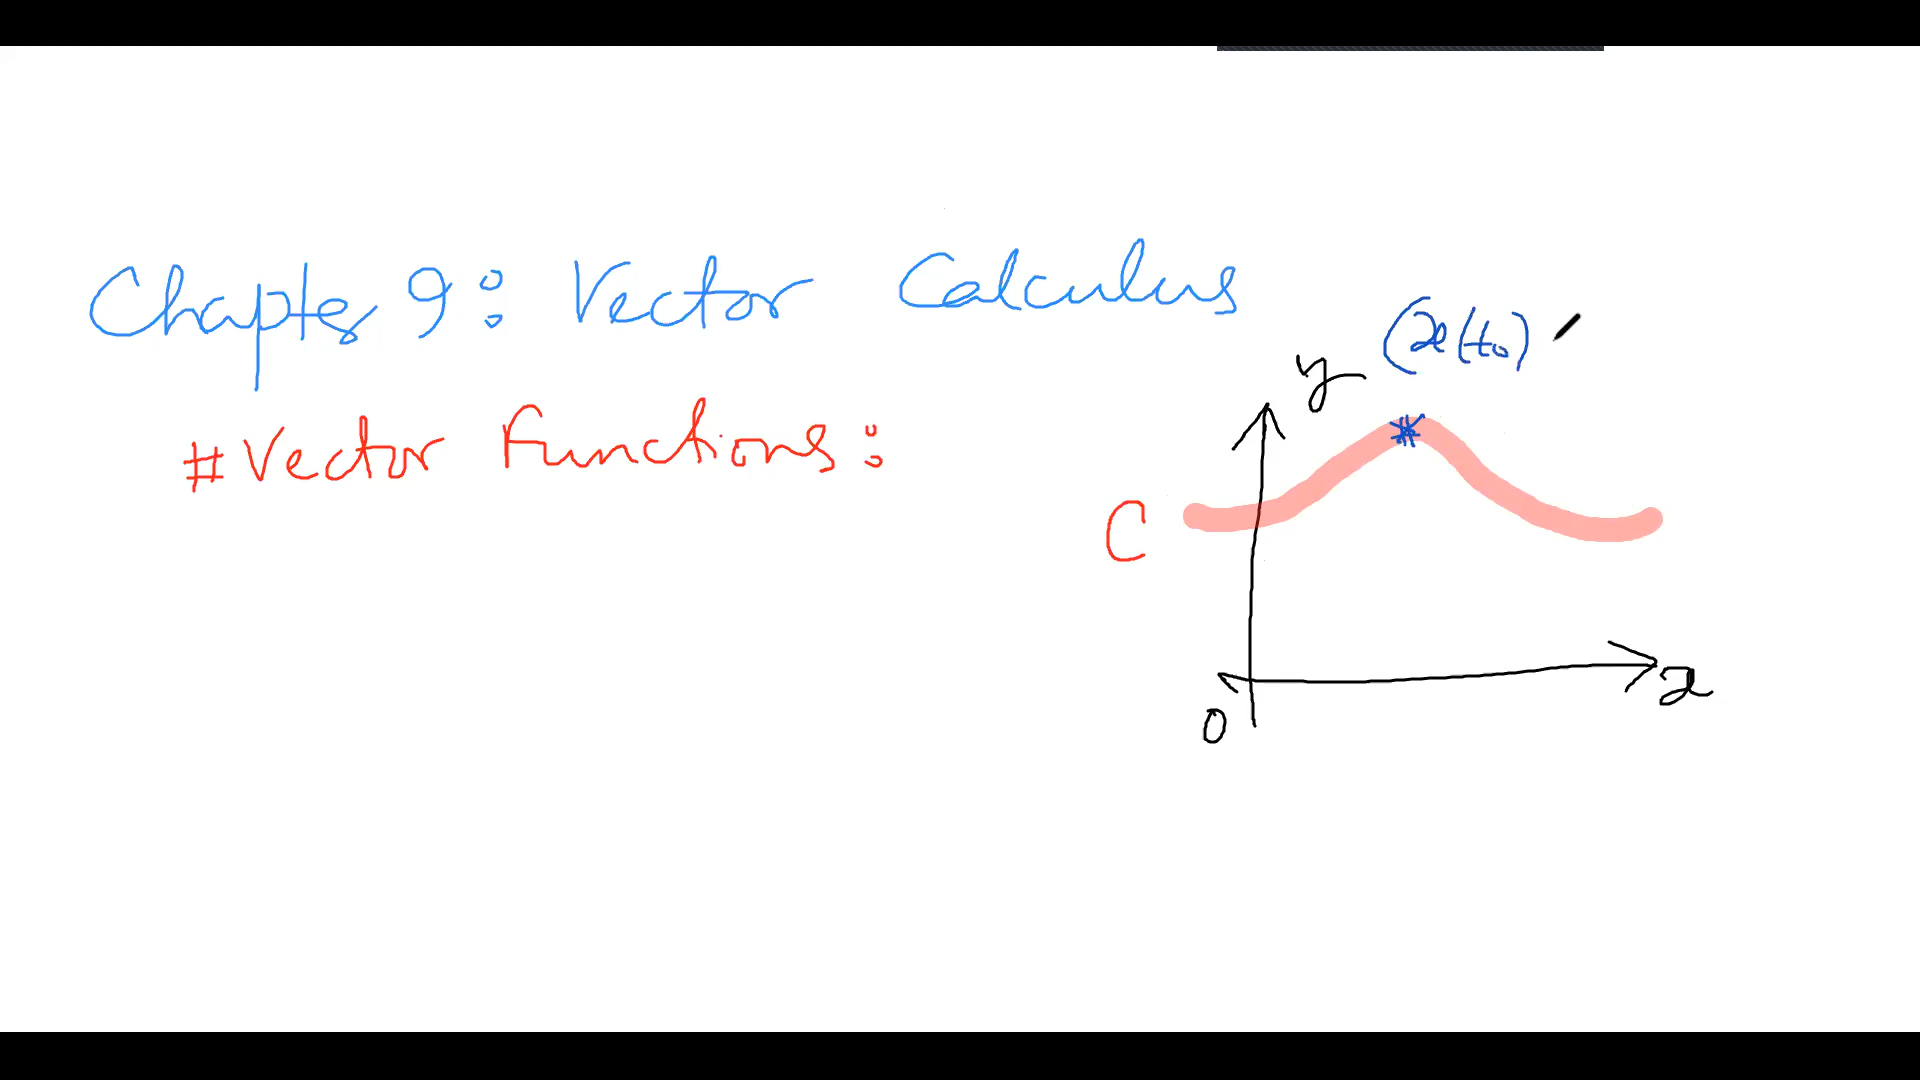 Chapter 9: Vector Calculus
(x(t₀)
y
#Vector Functions:
C
x
0